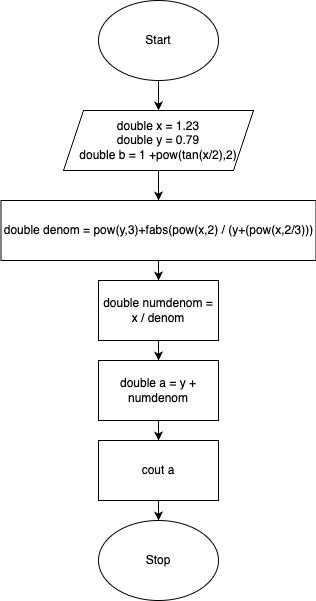 Start
double x = 1.23
double y = 0.79
double b = 1 +pow(tan(x/2),2)
double denom = pow(y,3)+fabs(pow(x,2) / (y+(pow(x,2/3)))
double numdenom =
x / denom
double a = y +
numdenom
cout a
Stop